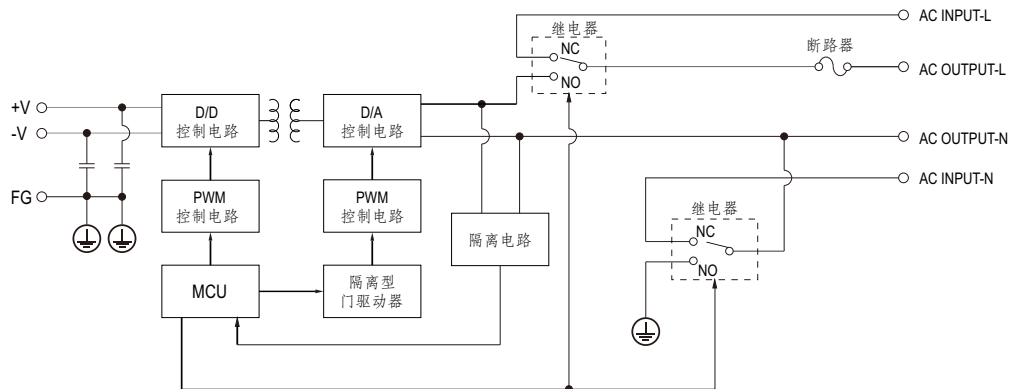 AC INPUT-L
继电器
NC
NO
断路器
AC OUTPUT-L
+V
-V
FG
D/D
控制电路
D/A
控制电路
AC OUTPUT-N
AC INPUT-N
PWM
控制电路
PWM
控制电路
隔离电路
继电器
NC
NO
MCU
隔离型
门驱动器